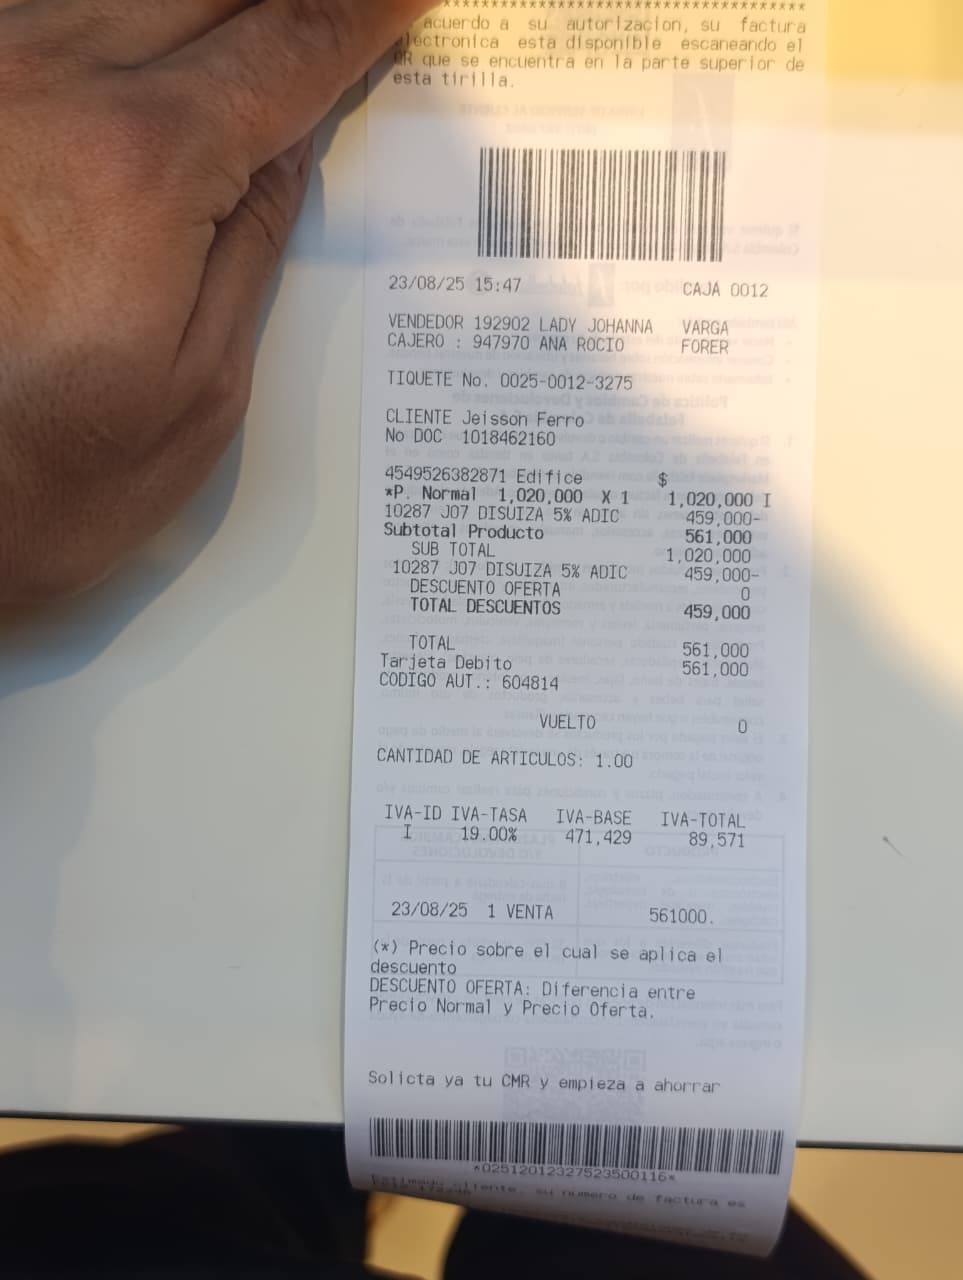 ************************************
acuerdo a su autorizacion, su factura
electronica esta disponible escaneando el
QR que se encuentra en la parte superior de
esta tirilla.
23/08/25 15:47 CAJA 0012
VENDEDOR 192902 LADY JOHANNA VARGA
CAJERO : 947970 ANA ROCIO FORER
TIQUETE No. 0025-0012-3275
CLIENTE Jeisson Ferro
No DOC 1018462160
4549526382871 Edifice $
*P. Normal 1,020,000 X 1 1,020,000 I
10287 J07 DISUIZA 5% ADIC 459,000-
Subtotal Producto 561,000
SUB TOTAL 1,020,000
10287 J07 DISUIZA 5% ADIC 459,000-
DESCUENTO OFERTA 0
TOTAL DESCUENTOS 459,000
TOTAL 561,000
Tarjeta Debito 561,000
CODIGO AUT.: 604814
VUELTO 0
CANTIDAD DE ARTICULOS: 1.00
IVA-ID IVA-TASA IVA-BASE IVA-TOTAL
I 19.00% 471,429 89,571
23/08/25 1 VENTA 561000.
(*) Precio sobre el cual se aplica el
descuento
DESCUENTO OFERTA: Diferencia entre
Precio Normal y Precio Oferta.
Solicta ya tu CMR y empieza a ahorrar
*02512012327523500116*
Estimado cliente, su numero de factura es